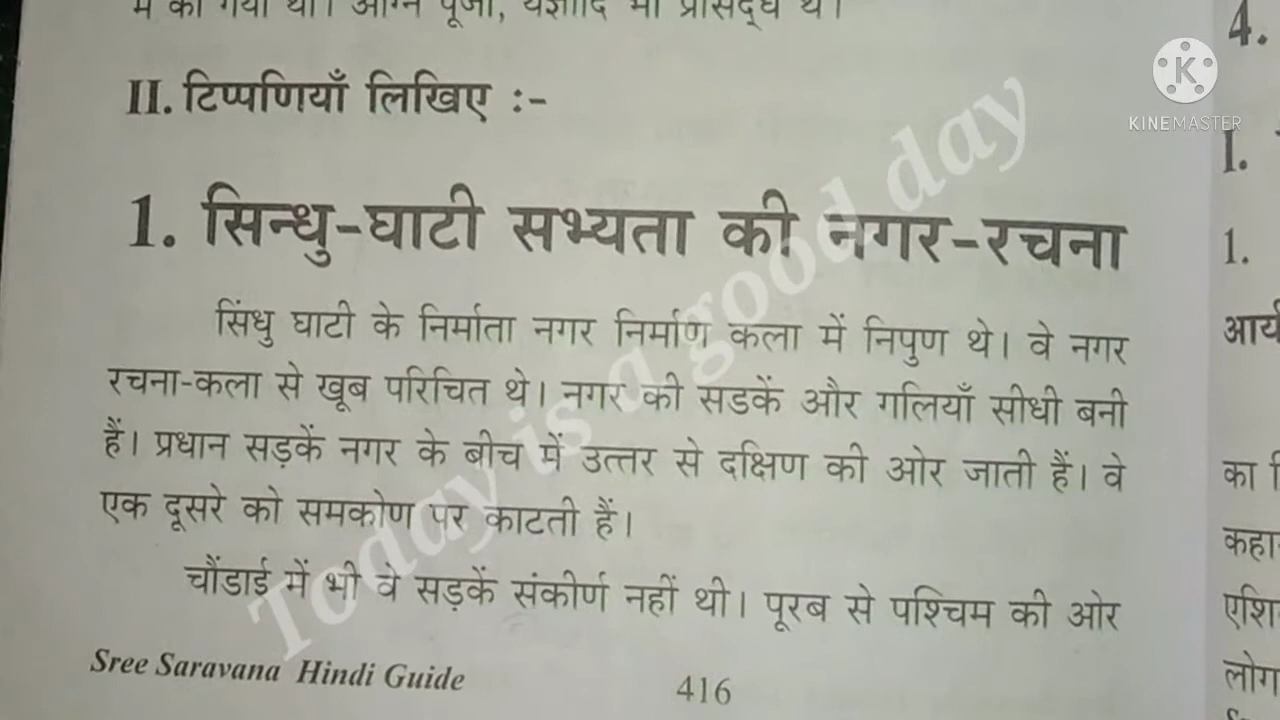 में की गयी थी। अग्नि पूजा, यज्ञादि भी प्रसिद्ध थे।
II. टिप्पणियाँ लिखिए :-
1. सिन्धु-घाटी सभ्यता की नगर-रचना
सिंधु घाटी के निर्माता नगर निर्माण कला में निपुण थे। वे नगर
रचना-कला से खूब परिचित थे। नगर की सडकें और गलियाँ सीधी बनी
हैं। प्रधान सड़कें नगर के बीच में उत्तर से दक्षिण की ओर जाती हैं। वे
एक दूसरे को समकोण पर काटती हैं।
चौंडाई में भी वे सड़कें संकीर्ण नहीं थी। पूरब से पश्चिम की ओर
Sree Saravana Hindi Guide
416
4.
I.
1.
आर्य
का
कहा
एशि
लोग
KINEMASTER
Today is a good day